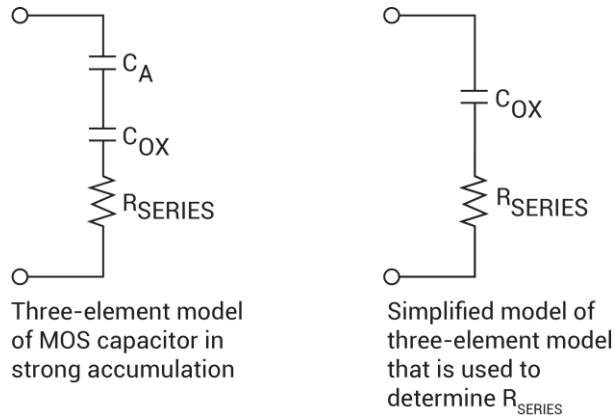 C_A
C_OX
R_SERIES
Three-element model
of MOS capacitor in
strong accumulation
C_OX
R_SERIES
Simplified model of
three-element model
that is used to
determine R_SERIES